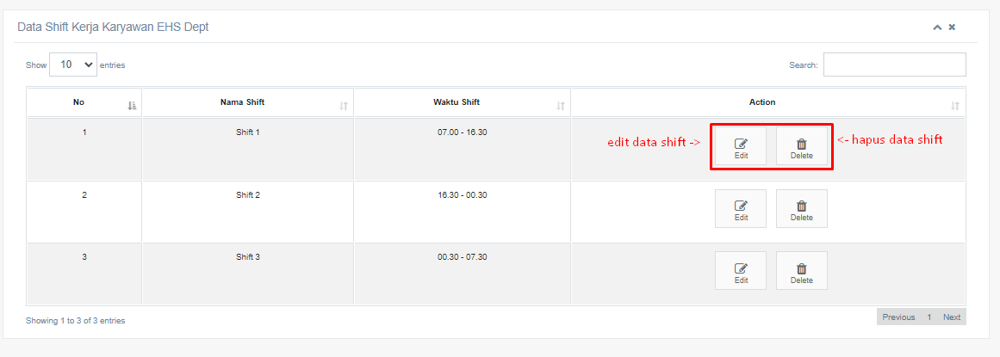 Data Shift Kerja Karyawan EHS Dept
Show 10 entries
Search:
No Nama Shift Waktu Shift Action
1 Shift 1 07.00 - 16.30
edit data shift -> Edit Delete <- hapus data shift
2 Shift 2 16.30 - 00.30
Edit Delete
3 Shift 3 00.30 - 07.30
Edit Delete
Showing 1 to 3 of 3 entries
Previous 1 Next